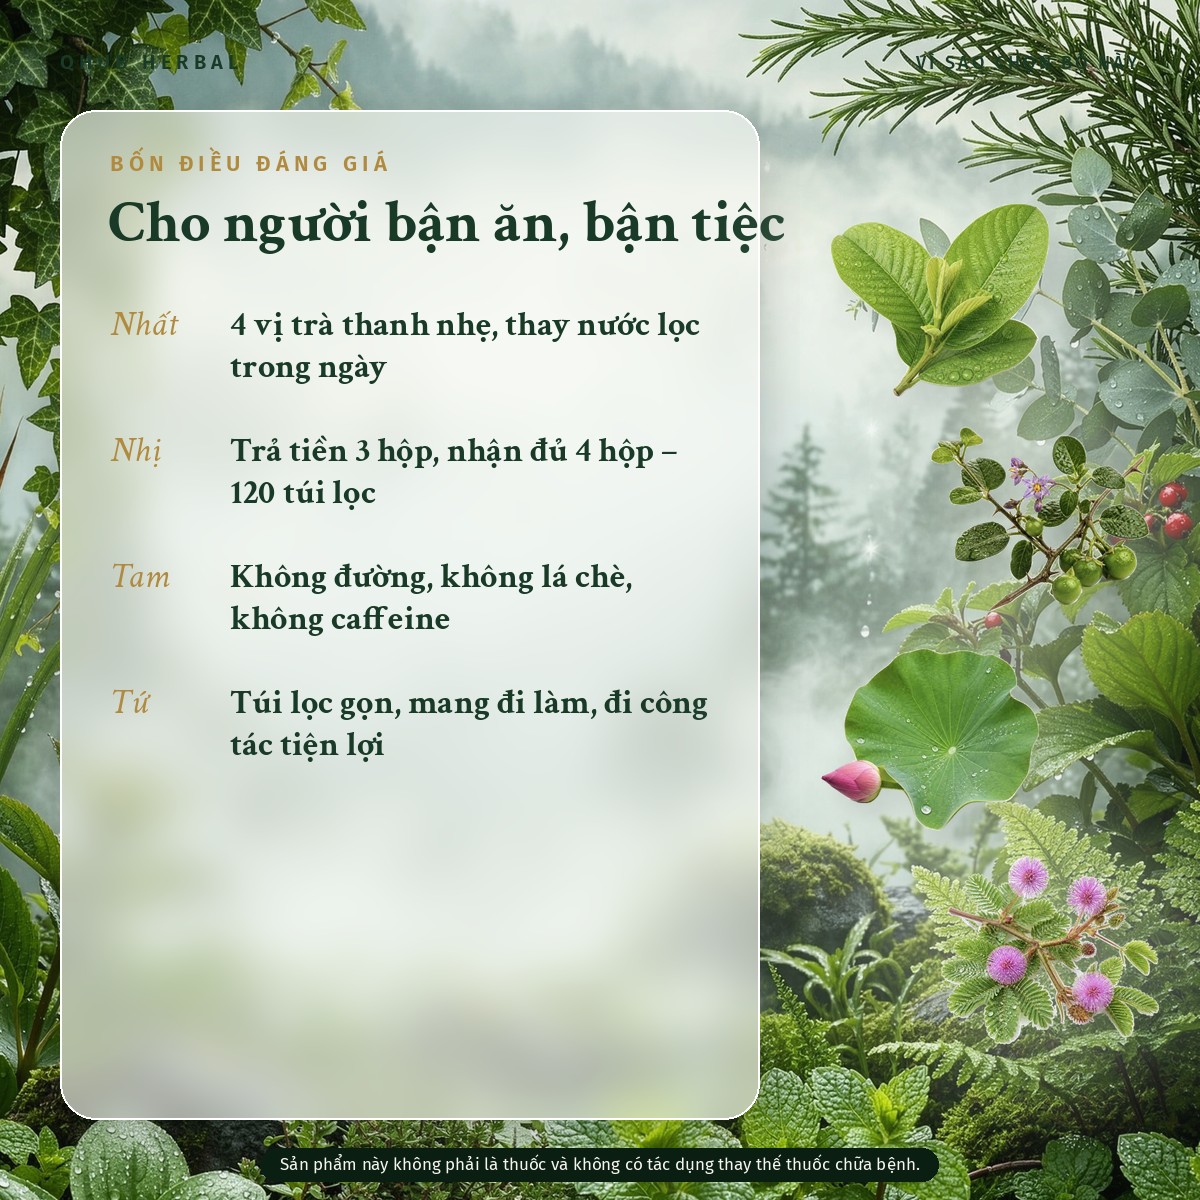 HERBAL
VÌ SAO
BỐN ĐIỀU ĐÁNG GIÁ
Cho người bận ăn, bận tiệc
Nhất
4 vị trà thanh nhẹ, thay nước lọc
trong ngày
Nhị
Trả tiền 3 hộp, nhận đủ 4 hộp –
120 túi lọc
Tam
Không đường, không lá chè,
không caffeine
Tứ
Túi lọc gọn, mang đi làm, đi công
tác tiện lợi
Sản phẩm này không phải là thuốc và không có tác dụng thay thế thuốc chữa bệnh.